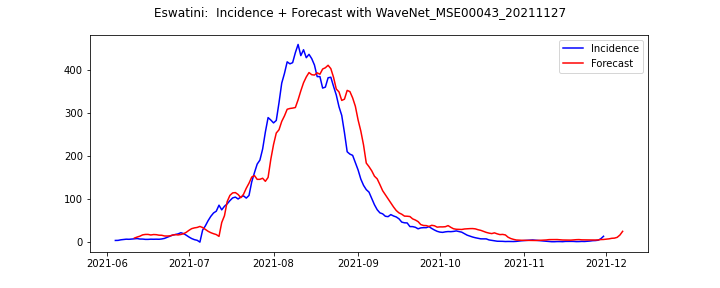 Eswatini:  Incidence + Forecast with WaveNet_MSE00043_20211127
Incidence
Forecast
400
300
200
100
0
2021-06 2021-07 2021-08 2021-09 2021-10 2021-11 2021-12